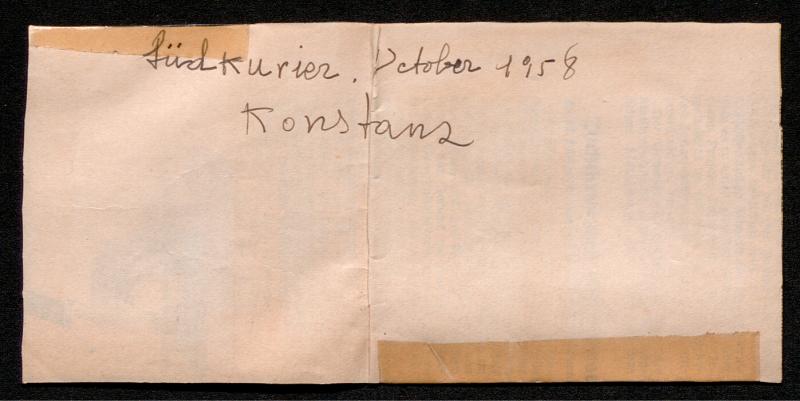 Südkurier. October 1958
Konstanz